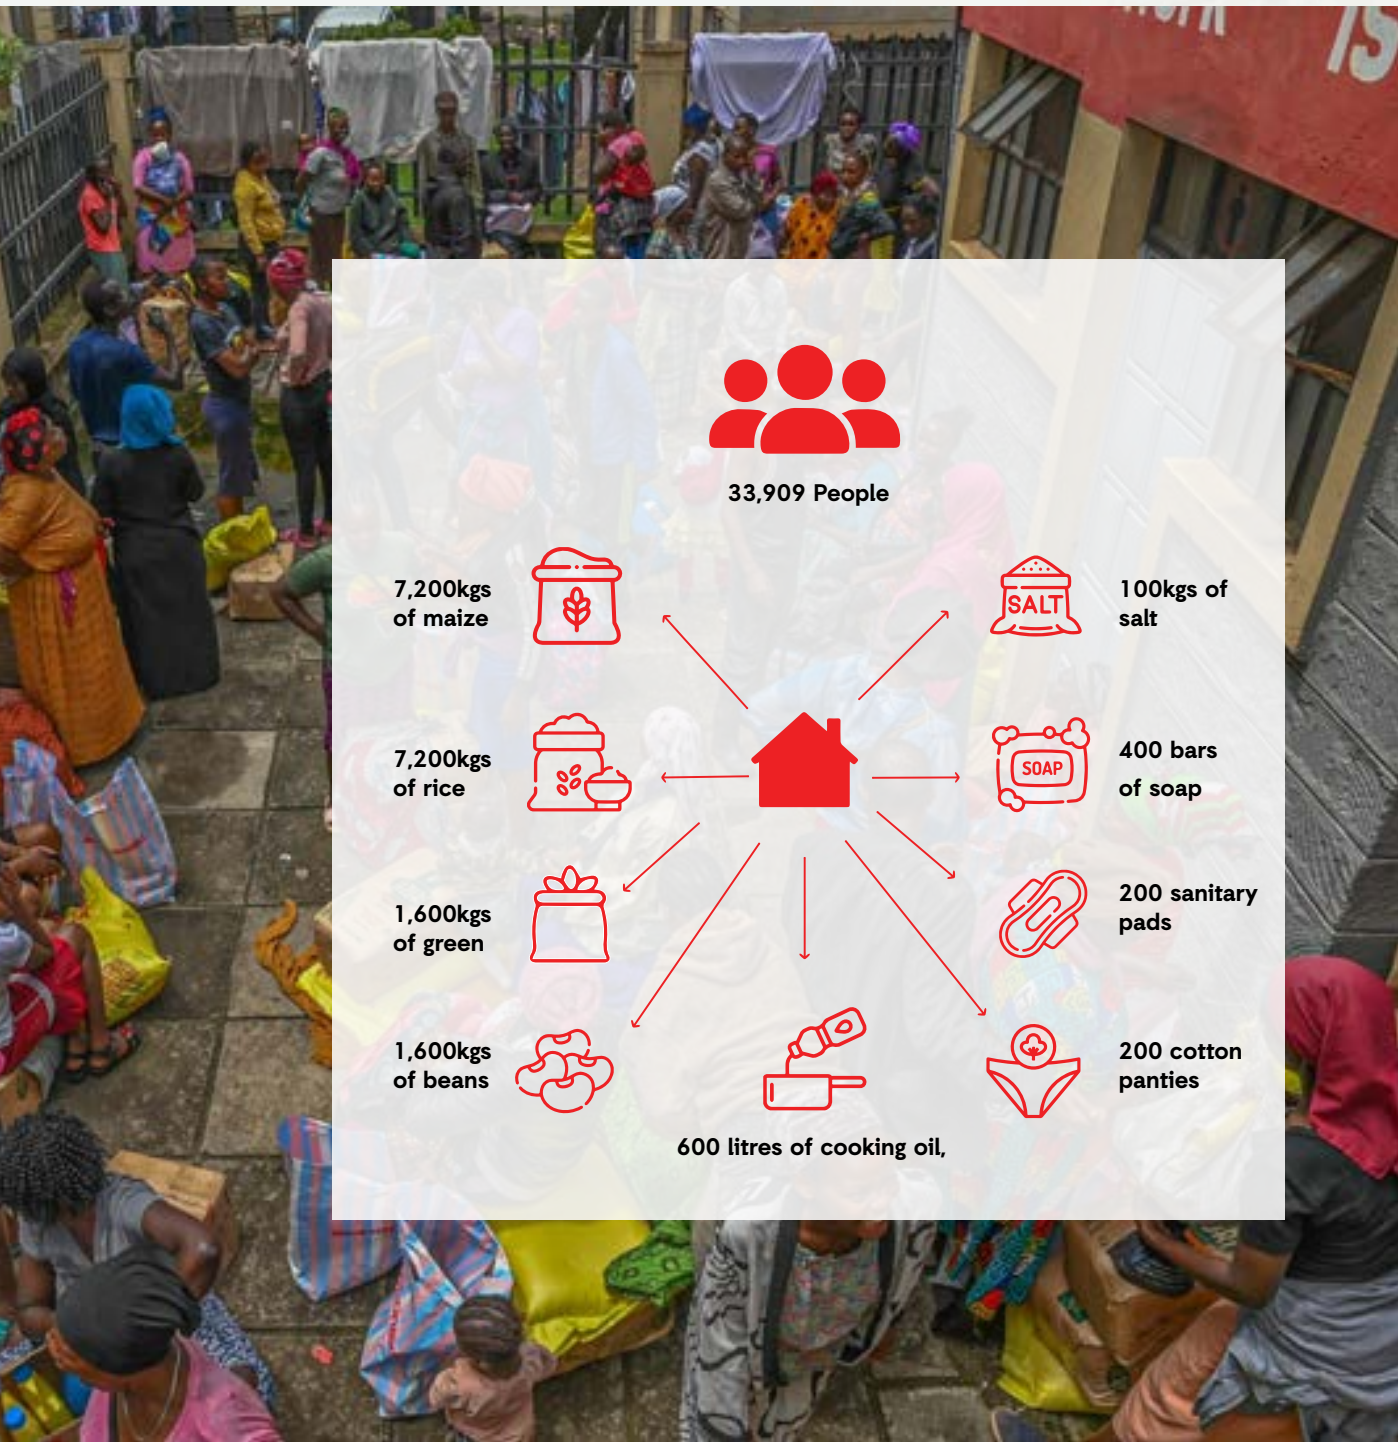 IS
33,909 People
7,200kgs
of maize
SALT
100kgs of
salt
7,200kgs
of rice
SOAP
400 bars
of soap
1,600kgs
of green
200 sanitary
pads
1,600kgs
of beans
200 cotton
panties
600 litres of cooking oil,